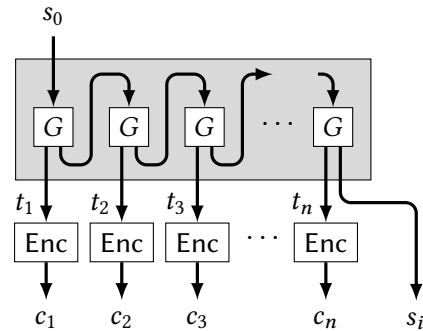 s₀
G G G ⋯ G
t₁ t₂ t₃ tₙ
Enc Enc Enc ⋯ Enc
c₁ c₂ c₃ cₙ sᵢ